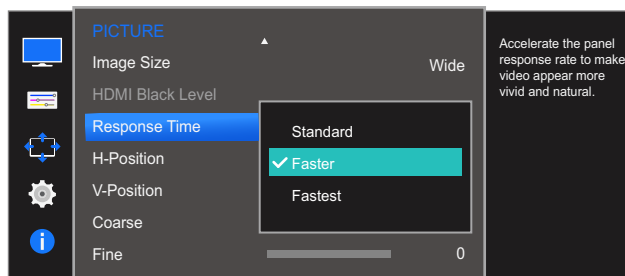 PICTURE
Image Size Wide
HDMI Black Level
Response Time
Standard
H-Position
Faster
V-Position
Fastest
Coarse
Fine 0
Accelerate the panel
response rate to make
video appear more
vivid and natural.